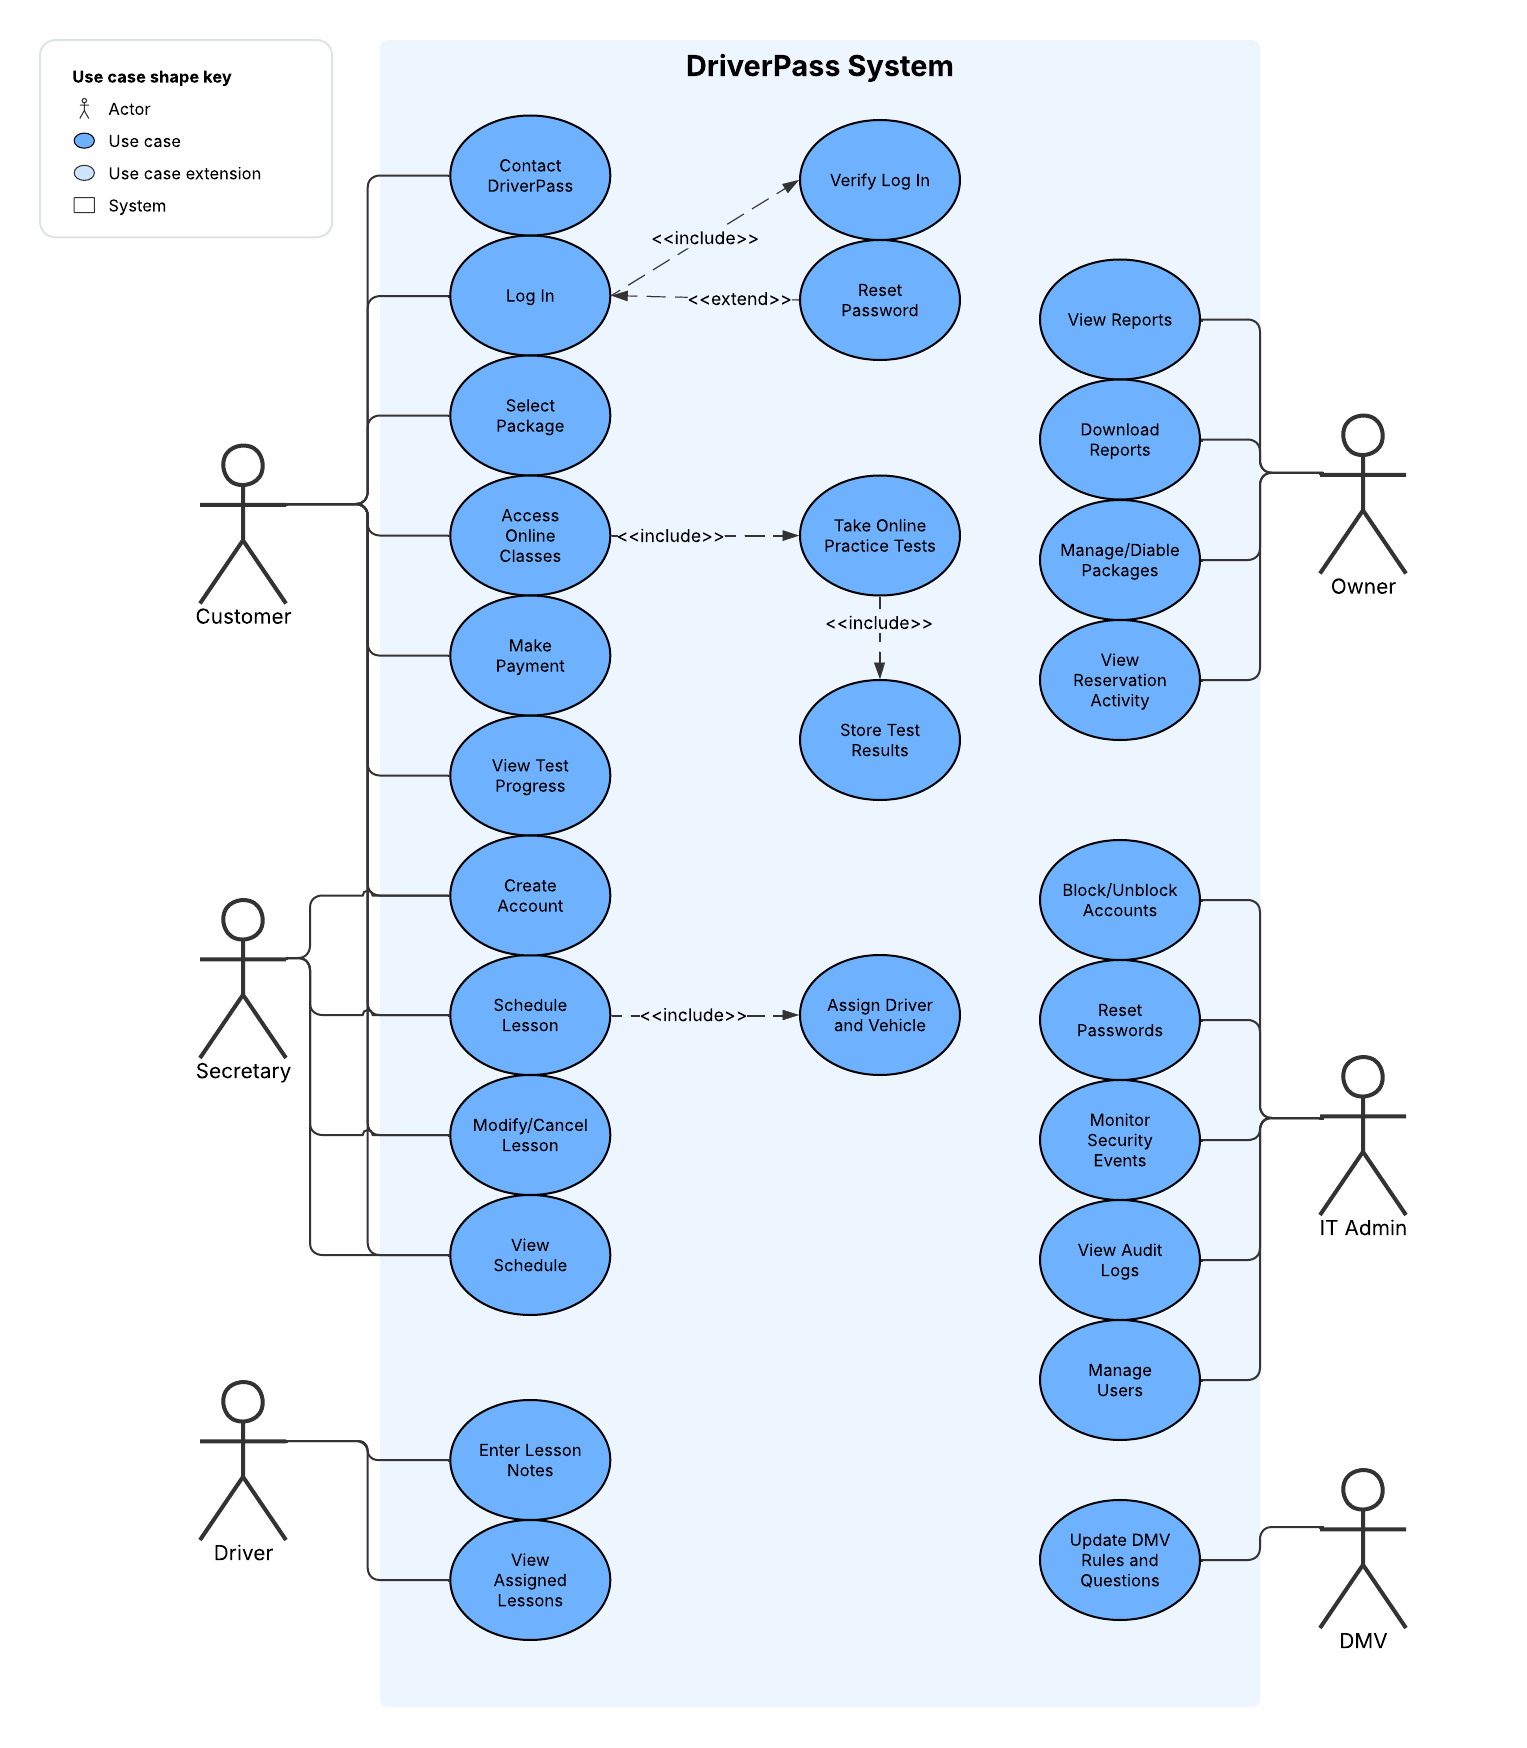 Use case shape key
Actor
Use case
Use case extension
System
DriverPass System
Contact
DriverPass
Verify Log In
<<include>>
Log In
<<extend>>
Reset
Password
View Reports
Select
Package
Download
Reports
Customer
Access
Online
Classes
<<include>>
Take Online
Practice Tests
Manage/Diable
Packages
Owner
<<include>>
Make
Payment
View
Reservation
Activity
Store Test
Results
View Test
Progress
Create
Account
Block/Unblock
Accounts
Secretary
Schedule
Lesson
<<include>>
Assign Driver
and Vehicle
Reset
Passwords
Modify/Cancel
Lesson
Monitor
Security
Events
IT Admin
View
Schedule
View Audit
Logs
Manage
Users
Enter Lesson
Notes
Driver
View
Assigned
Lessons
Update DMV
Rules and
Questions
DMV